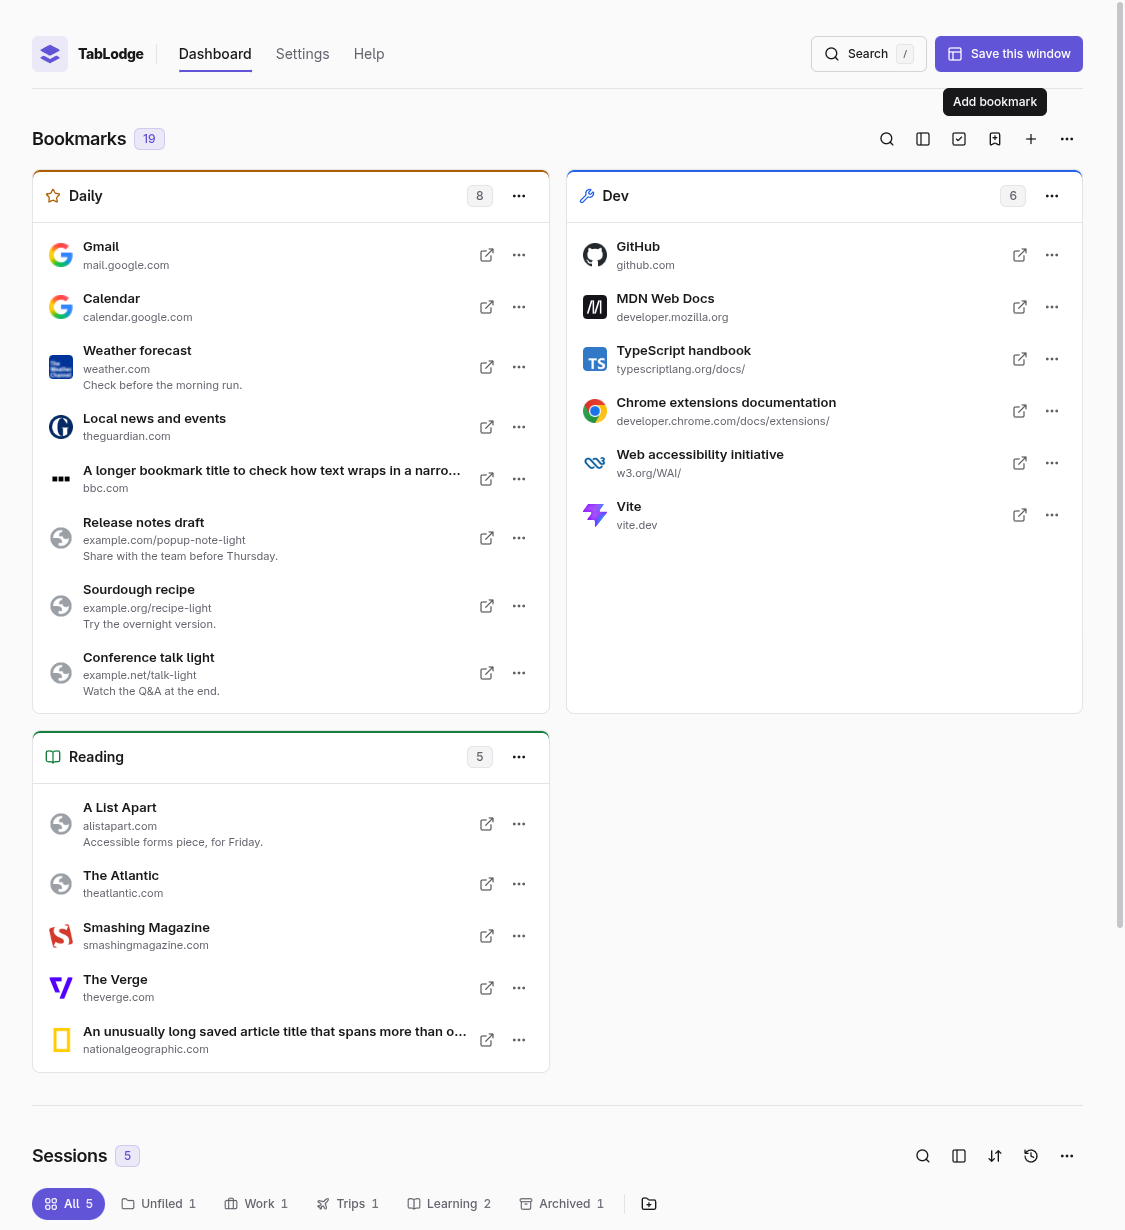 TabLodge
Dashboard
Settings
Help
Search /
Save this window
Add bookmark
Bookmarks 19
Daily 8
Gmail
mail.google.com
Calendar
calendar.google.com
The Weather Channel
Weather forecast
weather.com
Check before the morning run.
Local news and events
theguardian.com
A longer bookmark title to check how text wraps in a narro...
bbc.com
Release notes draft
example.com/popup-note-light
Share with the team before Thursday.
Sourdough recipe
example.org/recipe-light
Try the overnight version.
Conference talk light
example.net/talk-light
Watch the Q&A at the end.
Dev 6
GitHub
github.com
MDN Web Docs
developer.mozilla.org
TS
TypeScript handbook
typescriptlang.org/docs/
Chrome extensions documentation
developer.chrome.com/docs/extensions/
Web accessibility initiative
w3.org/WAI/
Vite
vite.dev
Reading 5
A List Apart
alistapart.com
Accessible forms piece, for Friday.
The Atlantic
theatlantic.com
Smashing Magazine
smashingmagazine.com
The Verge
theverge.com
An unusually long saved article title that spans more than o...
nationalgeographic.com
Sessions 5
All 5
Unfiled 1
Work 1
Trips 1
Learning 2
Archived 1